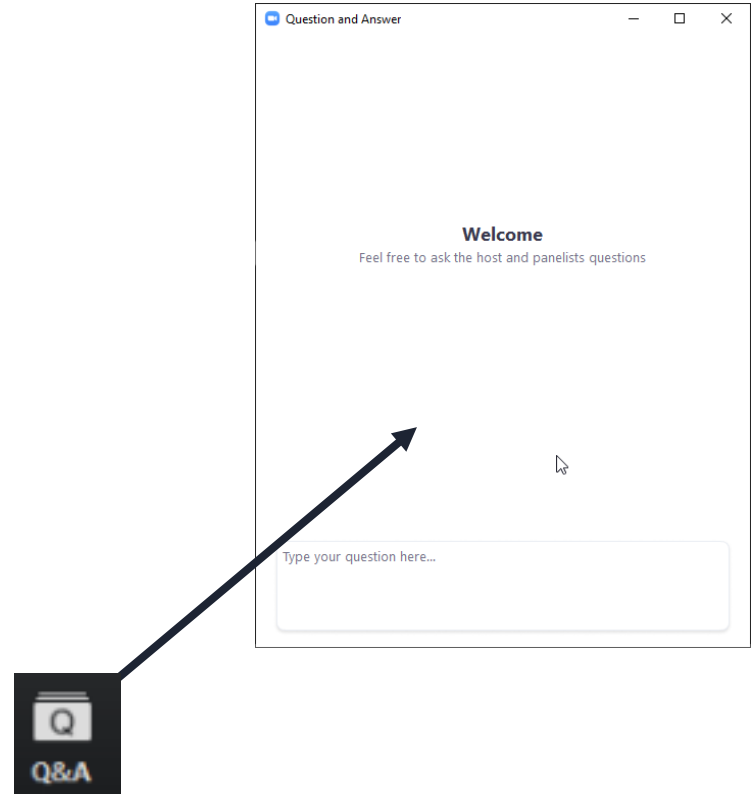 Question and Answer
Welcome
Feel free to ask the host and panelists questions
Type your question here...
Q
Q&A